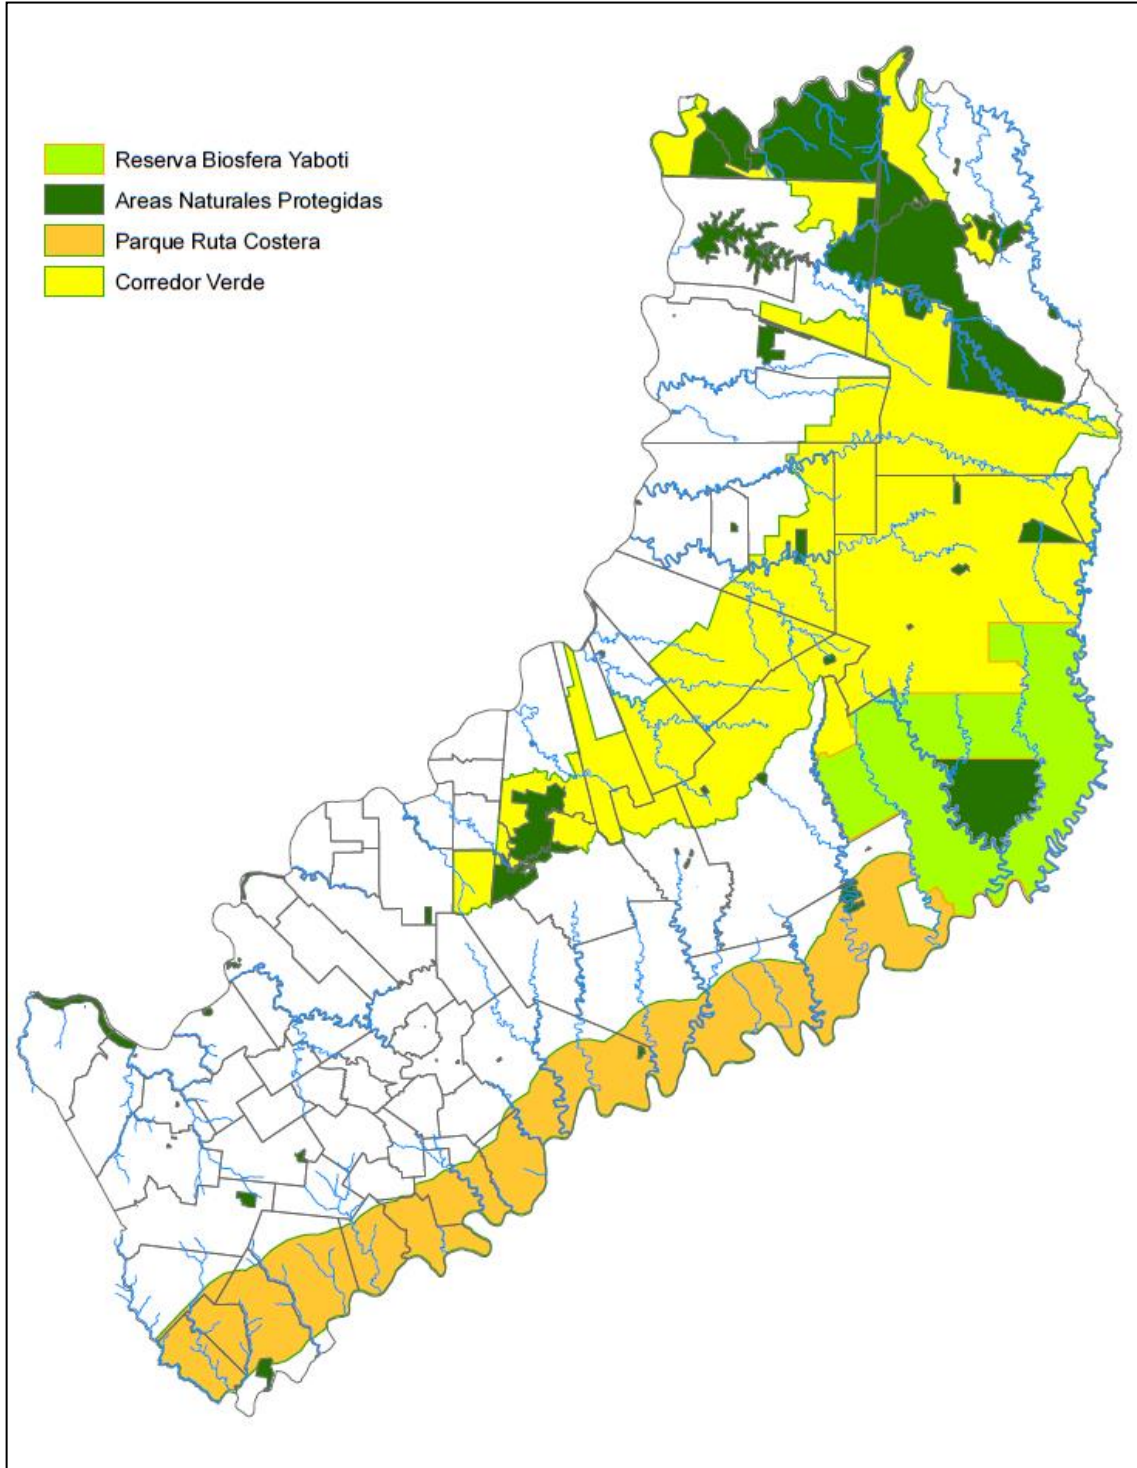 Reserva Biosfera Yaboti
Areas Naturales Protegidas
Parque Ruta Costera
Corredor Verde